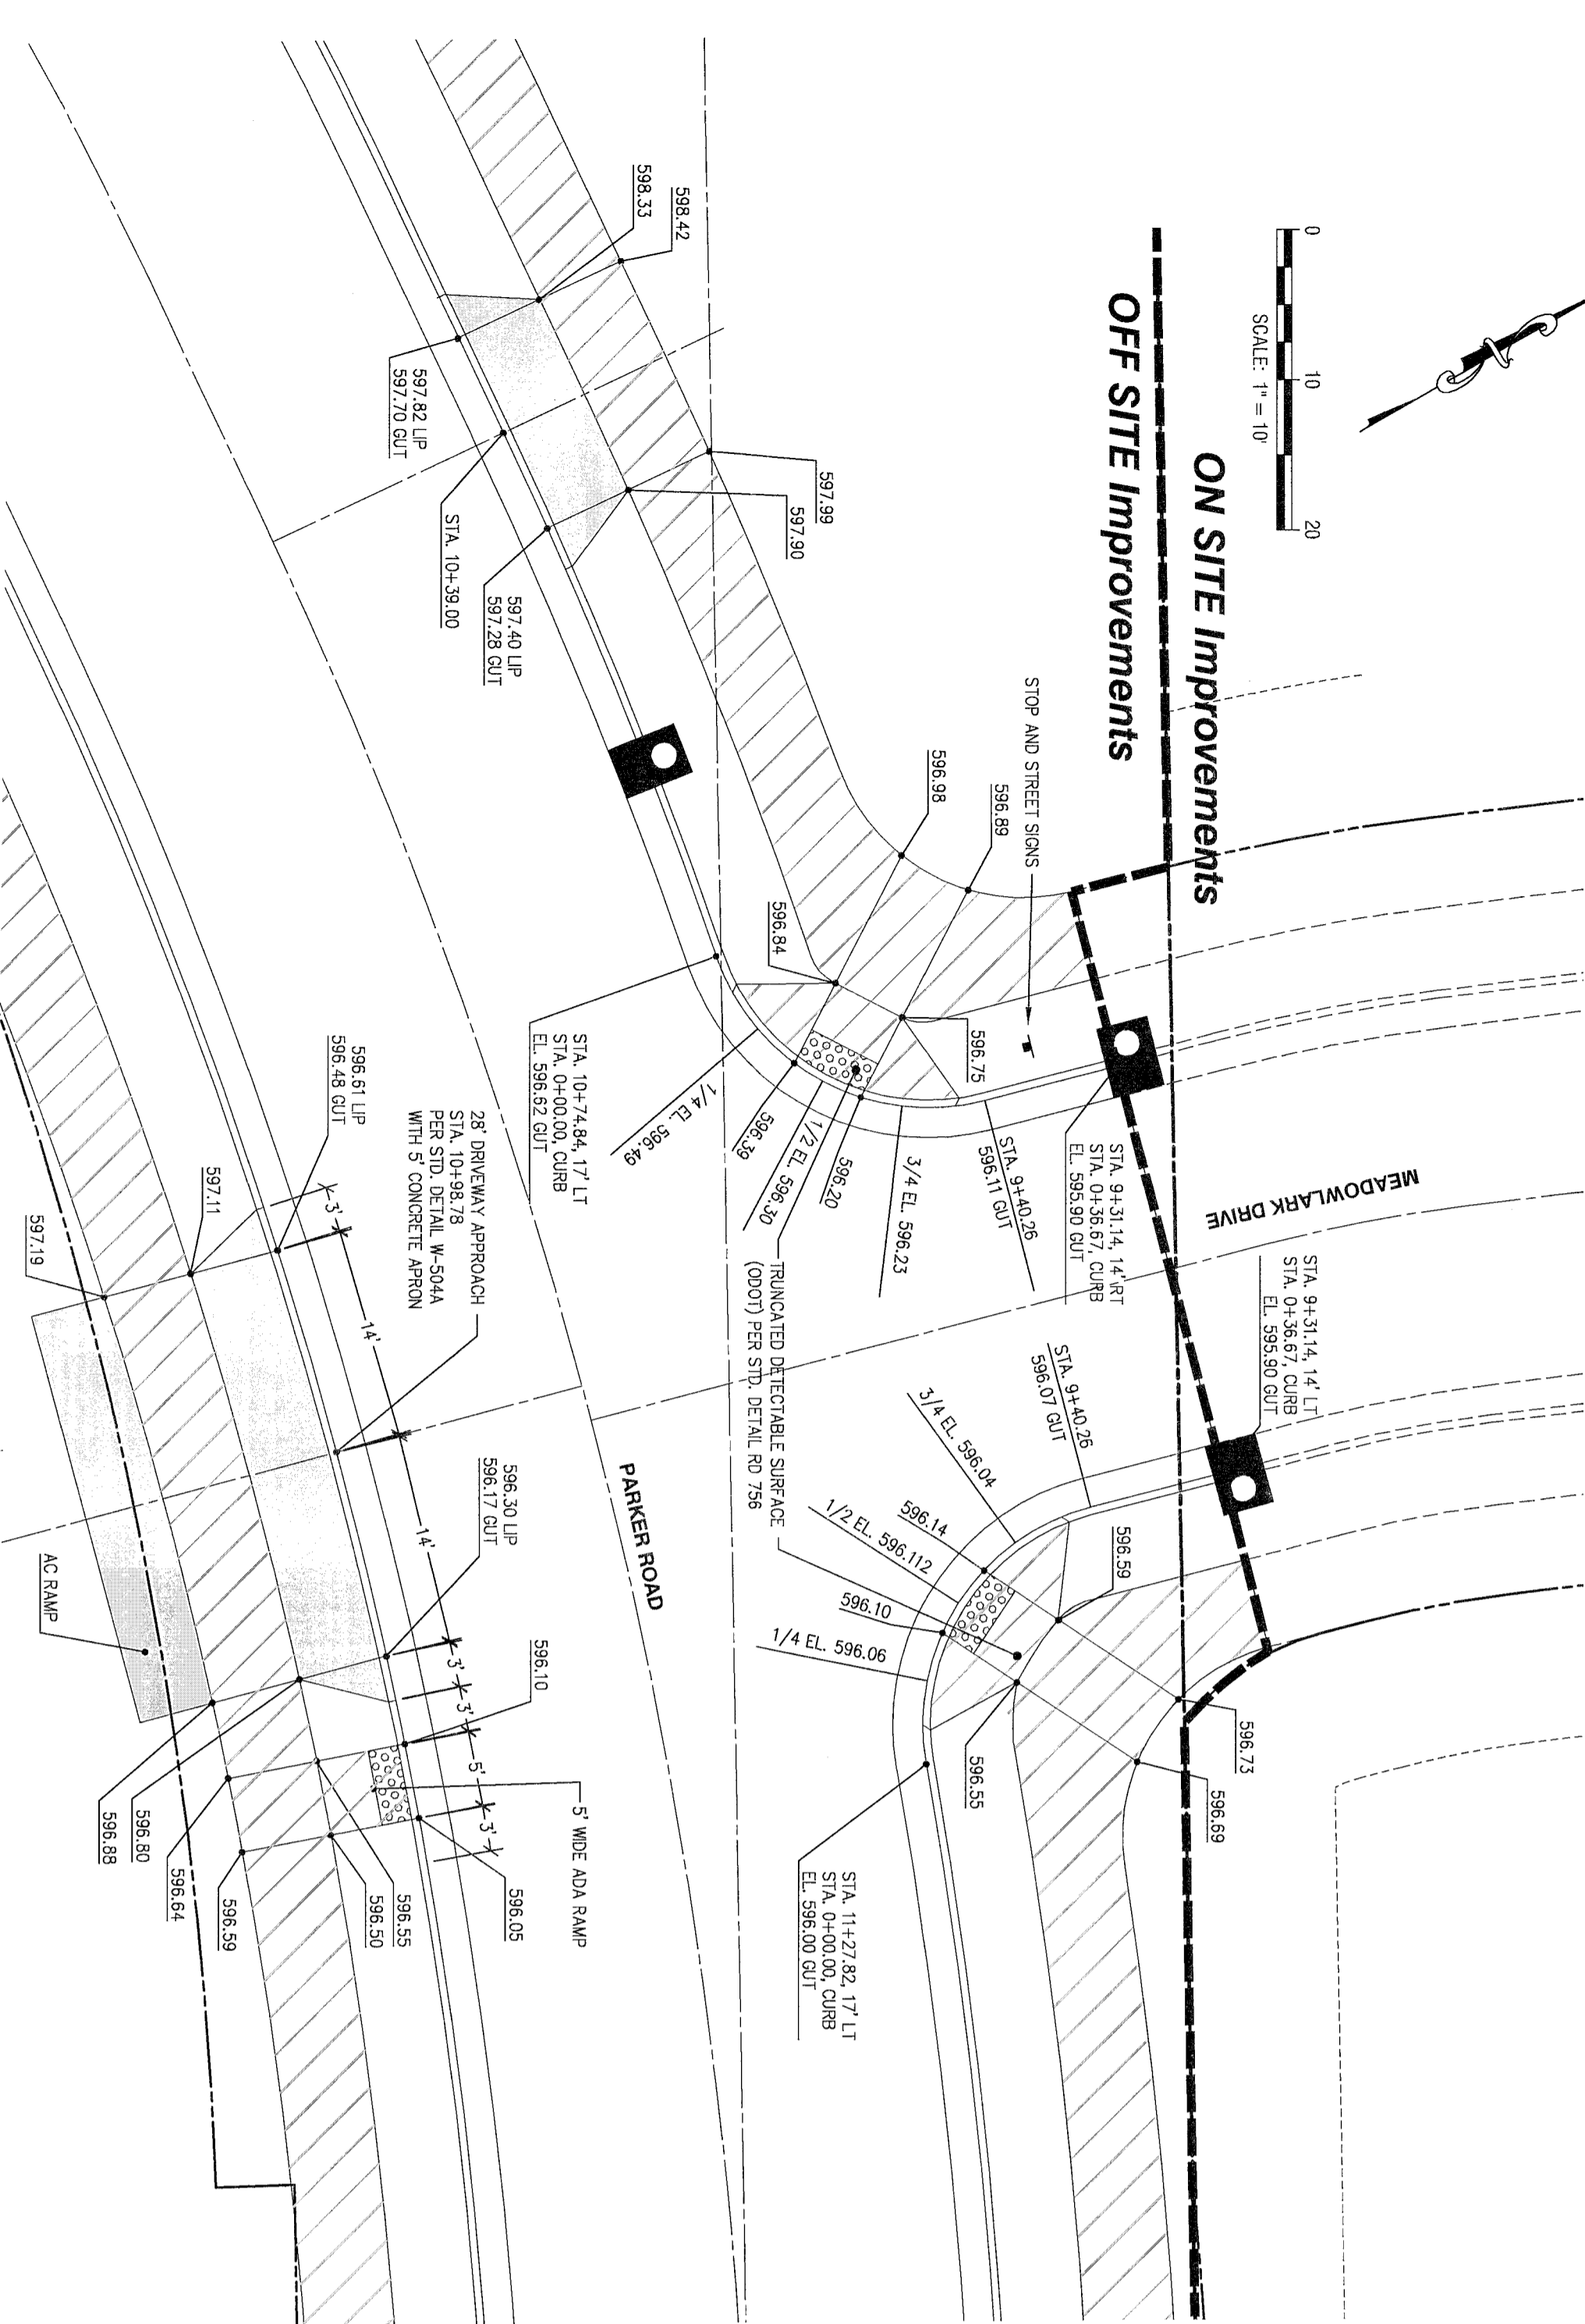 0
10
20
SCALE: 1" = 10'
ON SITE Improvements
OFF SITE Improvements
598.42
598.33
597.99
597.90
597.82 LIP
597.70 GUT
STA. 10+39.00
597.40 LIP
597.28 GUT
STOP AND STREET SIGNS
596.98
596.89
596.84
596.75
STA. 10+74.84, 17' LT
STA. 0+00.00, CURB
EL. 596.62 GUT
1/4 EL. 596.49
596.39
1/2 EL. 596.30
596.20
3/4 EL. 596.23
STA. 9+40.26
596.11 GUT
STA. 9+31.14, 14' RT
STA. 0+36.67, CURB
EL. 595.90 GUT
MEADOWLARK DRIVE
STA. 9+31.14, 14' LT
STA. 0+36.67, CURB
EL. 595.90 GUT
STA. 9+40.26
596.07 GUT
3/4 EL. 596.04
596.14
1/2 EL. 596.112
596.10
1/4 EL. 596.06
596.59
596.73
596.69
596.55
STA. 11+27.82, 17' LT
STA. 0+00.00, CURB
EL. 596.00 GUT
TRUNCATED DETECTABLE SURFACE
(ODOT) PER STD. DETAIL RD 756
PARKER ROAD
28' DRIVEWAY APPROACH
STA. 10+98.78
PER STD. DETAIL W-504A
WITH 5' CONCRETE APRON
596.61 LIP
596.48 GUT
3'
14'
14'
3'
3'
5'
3'
597.11
597.19
596.30 LIP
596.17 GUT
596.10
5' WIDE ADA RAMP
596.05
596.55
596.50
596.59
596.64
596.80
596.88
AC RAMP